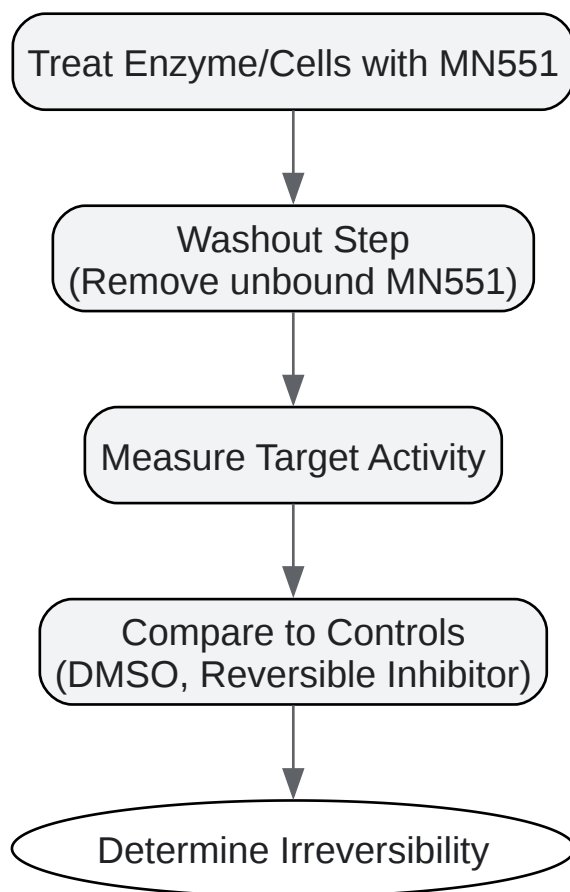 Treat Enzyme/Cells with MN551
Washout Step
(Remove unbound MN551)
Measure Target Activity
Compare to Controls
(DMSO, Reversible Inhibitor)
Determine Irreversibility